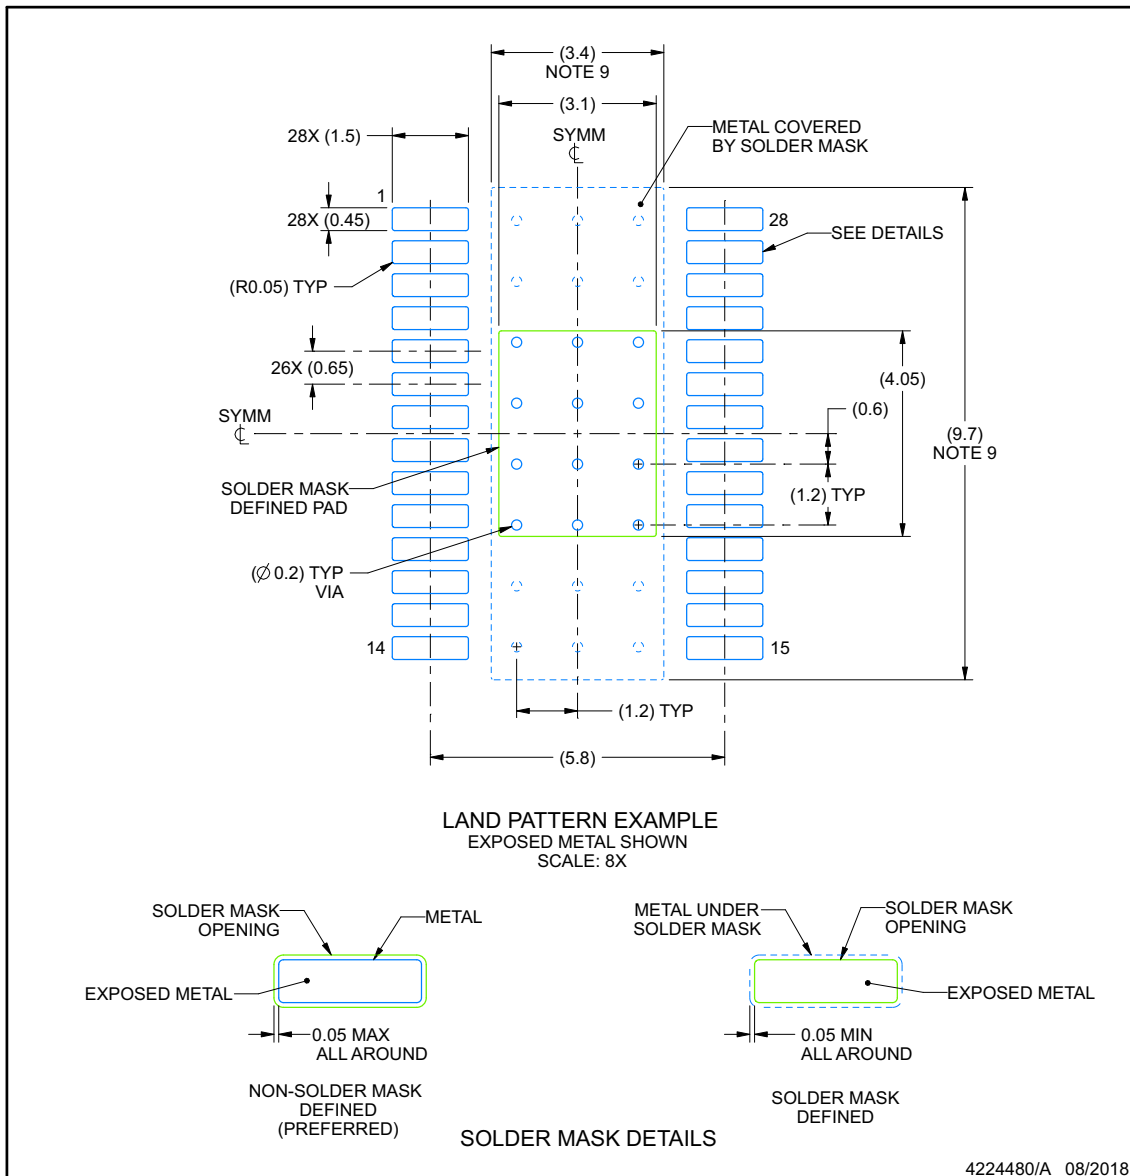 (3.4)
NOTE 9
(3.1)
SYMM
℄
METAL COVERED
BY SOLDER MASK
28X (1.5)
1
28X (0.45)
28
SEE DETAILS
(R0.05) TYP
26X (0.65)
(4.05)
(0.6)
SYMM
℄
(9.7)
NOTE 9
SOLDER MASK
DEFINED PAD
(1.2) TYP
(∅ 0.2) TYP
VIA
14
15
(1.2) TYP
(5.8)
LAND PATTERN EXAMPLE
EXPOSED METAL SHOWN
SCALE: 8X
SOLDER MASK
OPENING
METAL
EXPOSED METAL
0.05 MAX
ALL AROUND
NON-SOLDER MASK
DEFINED
(PREFERRED)
METAL UNDER
SOLDER MASK
SOLDER MASK
OPENING
EXPOSED METAL
0.05 MIN
ALL AROUND
SOLDER MASK
DEFINED
SOLDER MASK DETAILS
4224480/A 08/2018